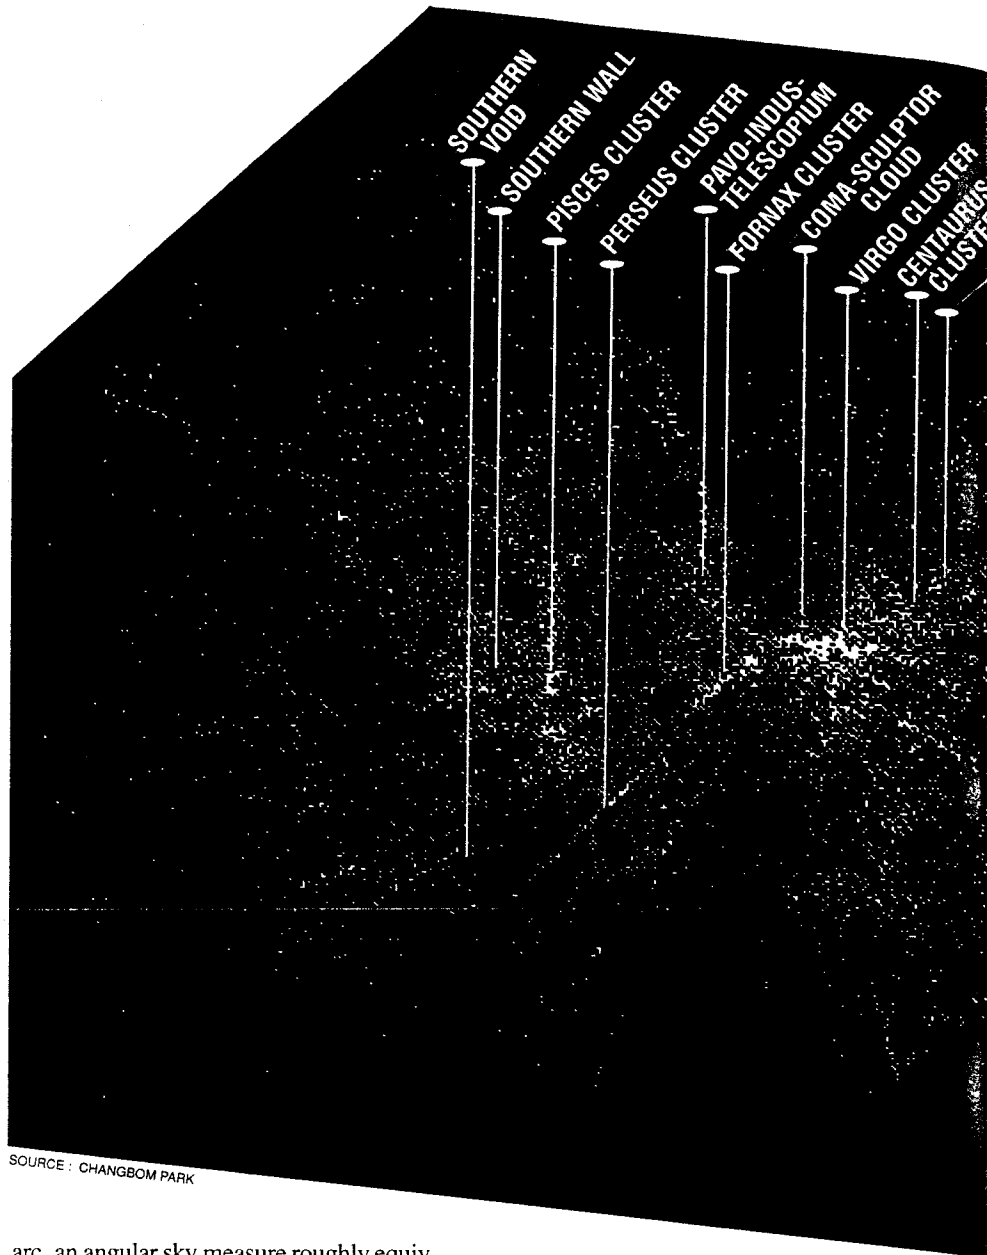 SOUTHERN
VOID
SOUTHERN WALL
PISCES CLUSTER
PERSEUS CLUSTER
PAVO-INDUS-
TELESCOPIUM
FORNAX CLUSTER
COMA-SCULPTOR
CLOUD
VIRGO CLUSTER
CENTAURUS
CLUSTER
SOURCE : CHANGBOM PARK
arc, an angular sky measure roughly equiv-